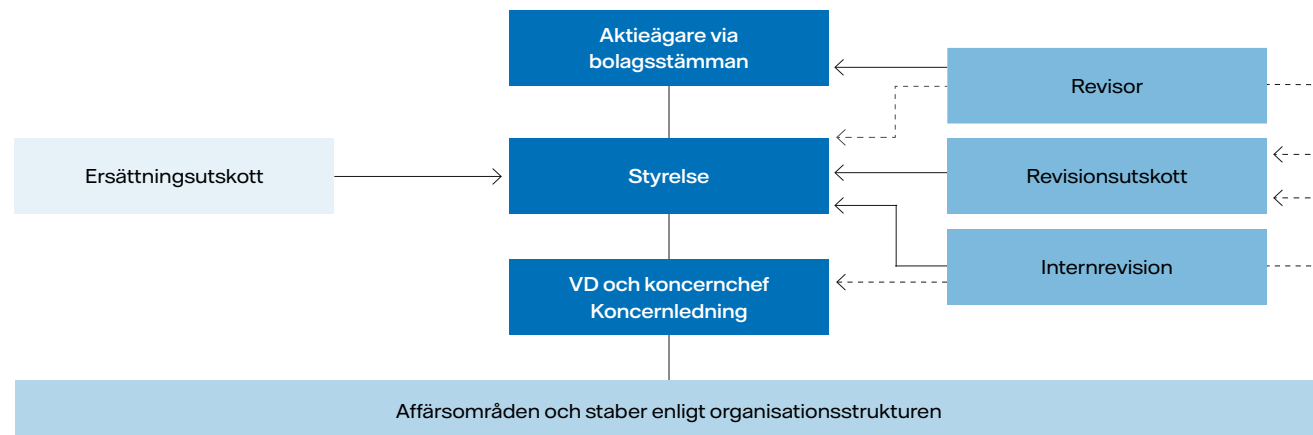 Aktieägare via
bolagsstämman
Revisor
Ersättningsutskott
Styrelse
Revisionsutskott
Internrevision
VD och koncernchef
Koncernledning
Affärsområden och staber enligt organisationsstrukturen